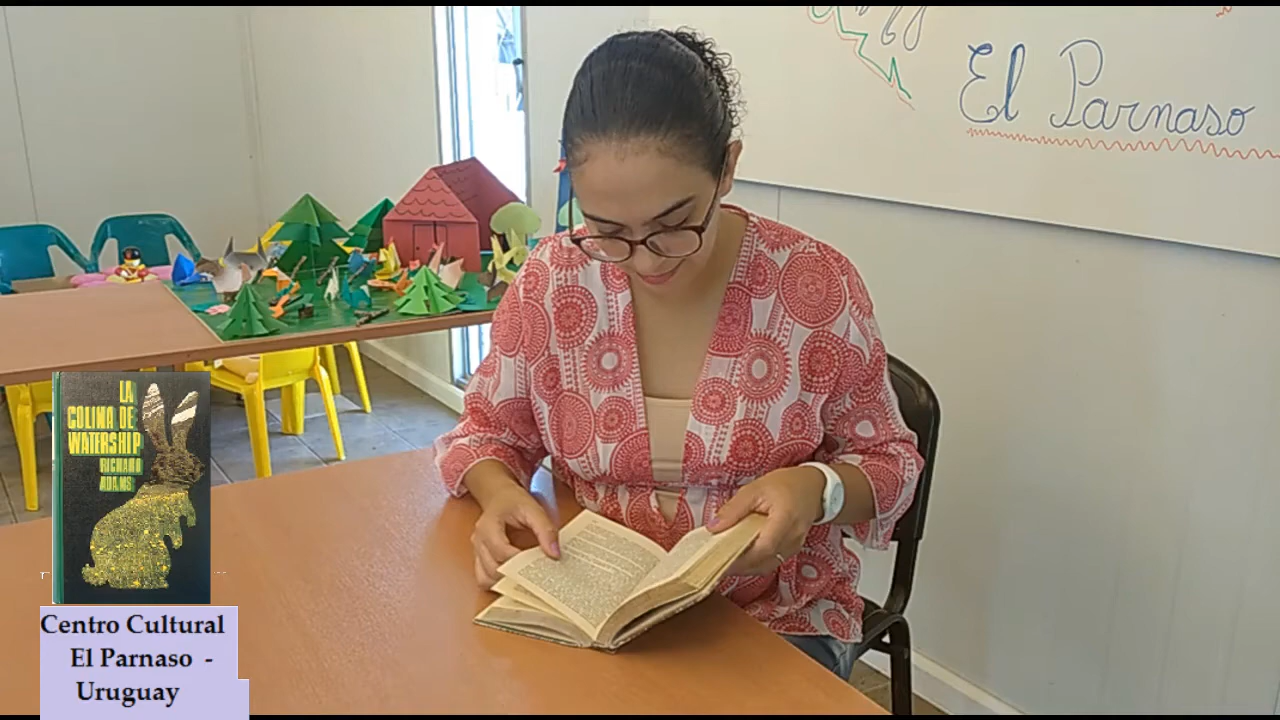 El Parnaso
LA
COLINA DE
WATERSHIP
RICHARD
ADAMS
Centro Cultural
El Parnaso -
Uruguay